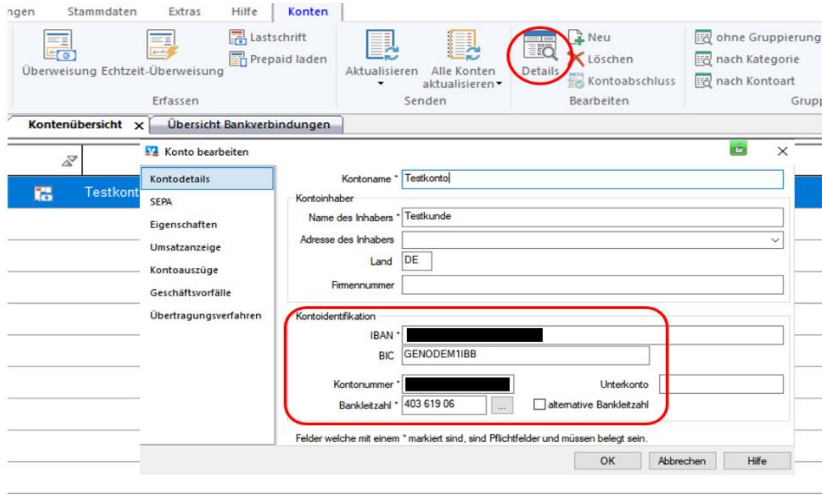 ngen Stammdaten Extras Hilfe Konten
Überweisung Echtzeit-Überweisung
Lastschrift
Prepaid laden
Erfassen
Aktualisieren
Alle Konten
aktualisieren
Senden
Details
Neu
Löschen
Kontoabschluss
Bearbeiten
ohne Gruppierung
nach Kategorie
nach Kontoart
Grupp
Kontenübersicht x Übersicht Bankverbindungen
Testkont
Konto bearbeiten
Kontodetails
SEPA
Eigenschaften
Umsatzanzeige
Kontoauszüge
Geschäftsvorfälle
Übertragungsverfahren
Kontoname * Testkonto
Kontoinhaber
Name des Inhabers * Testkunde
Adresse des Inhabers
Land DE
Firmennummer
Kontoidentifikation
IBAN *
BIC GENODEM1IBB
Kontonummer * Unterkonto
Bankleitzahl * 403 619 06 ... alternative Bankleitzahl
Felder welche mit einem * markiert sind, sind Pflichtfelder und müssen belegt sein.
OK Abbrechen Hilfe